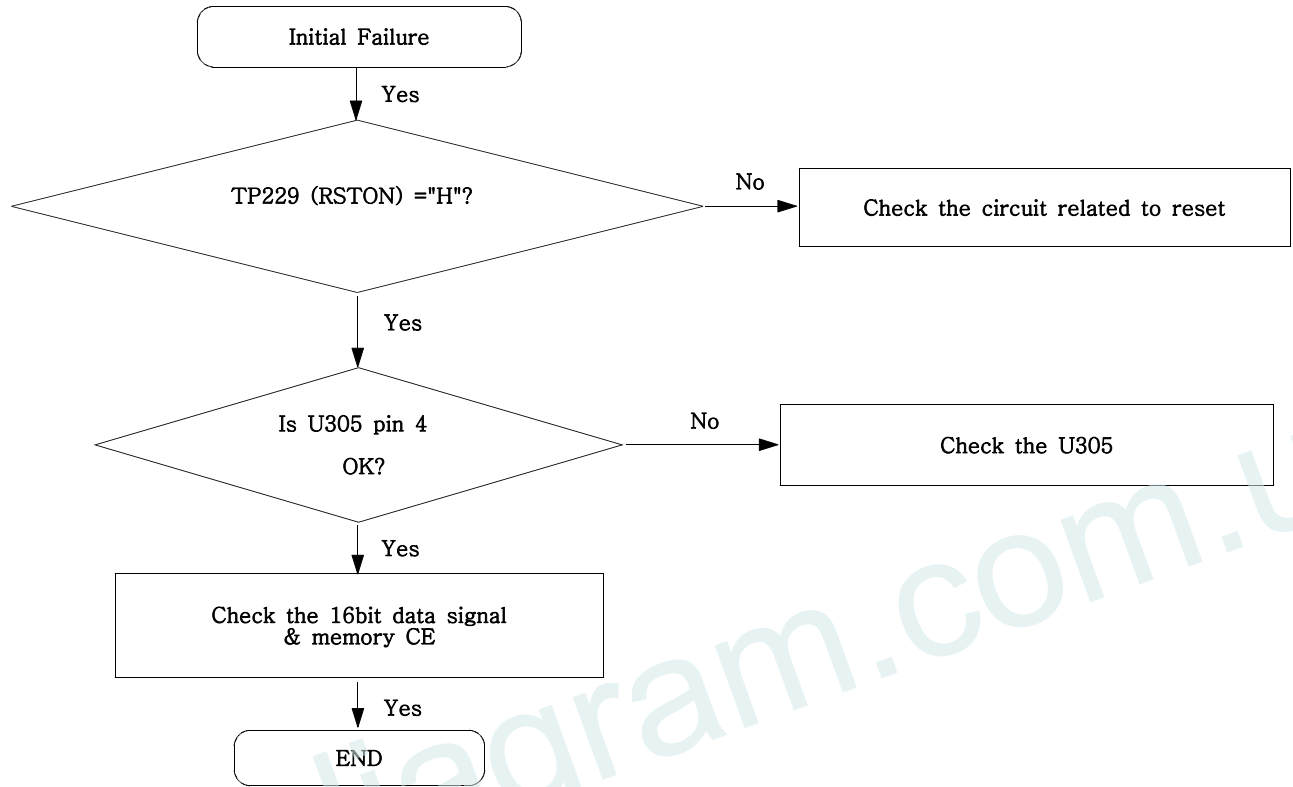 Initial Failure
Yes
TP229 (RSTON) ="H"?
No
Check the circuit related to reset
Yes
Is U305 pin 4
OK?
No
Check the U305
Yes
Check the 16bit data signal
& memory CE
Yes
END